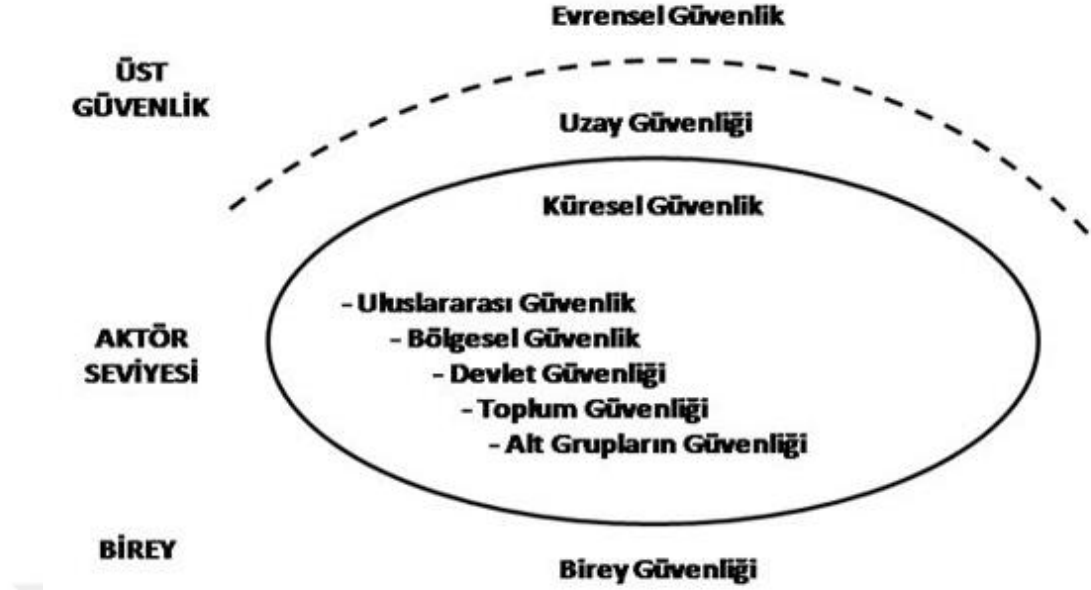 Evrensel Güvenlik
ÜST
GÜVENLİK
Uzay Güvenliği
Küresel Güvenlik
- Uluslararası Güvenlik
- Bölgesel Güvenlik
AKTÖR
SEVİYESİ
- Devlet Güvenliği
- Toplum Güvenliği
- Alt Grupların Güvenliği
BİREY
Birey Güvenliği